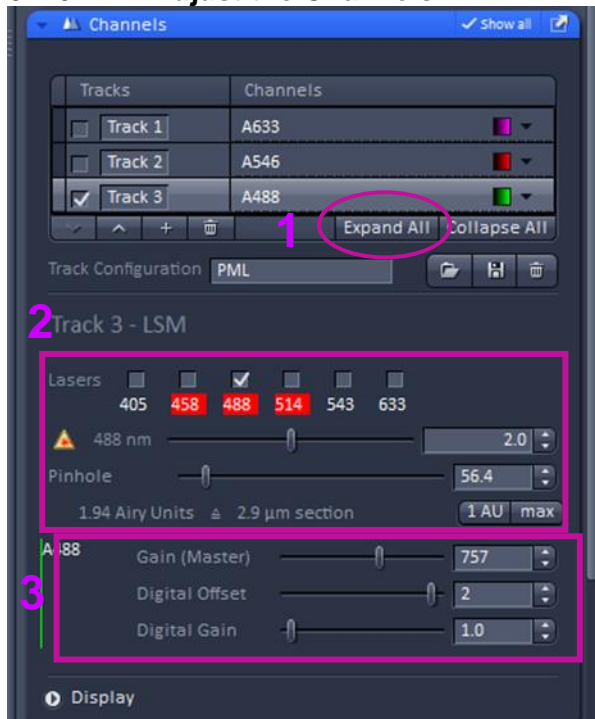 Channels Show all
Tracks Channels
Track 1 A633
Track 2 A546
Track 3 A488
1 Expand All Collapse All
Track Configuration PML
2 Track 3 - LSM
Lasers
405 458 488 514 543 633
488 nm 2.0
Pinhole 56.4
1.94 Airy Units ≙ 2.9 µm section 1 AU max
A488 Gain (Master) 757
3 Digital Offset 2
Digital Gain 1.0
Display